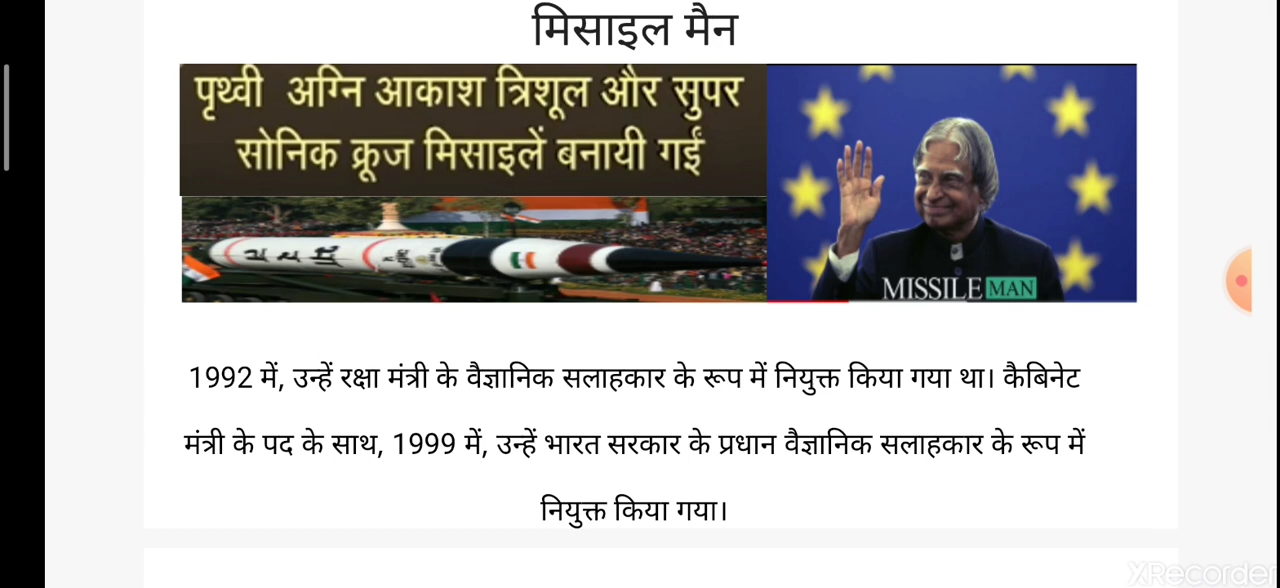 मिसाइल मैन
पृथ्वी अग्नि आकाश त्रिशूल और सुपर
सोनिक क्रूज मिसाइलें बनायी गईं
MISSILE MAN
1992 में, उन्हें रक्षा मंत्री के वैज्ञानिक सलाहकार के रूप में नियुक्त किया गया था। कैबिनेट
मंत्री के पद के साथ, 1999 में, उन्हें भारत सरकार के प्रधान वैज्ञानिक सलाहकार के रूप में
नियुक्त किया गया।
XRecorder